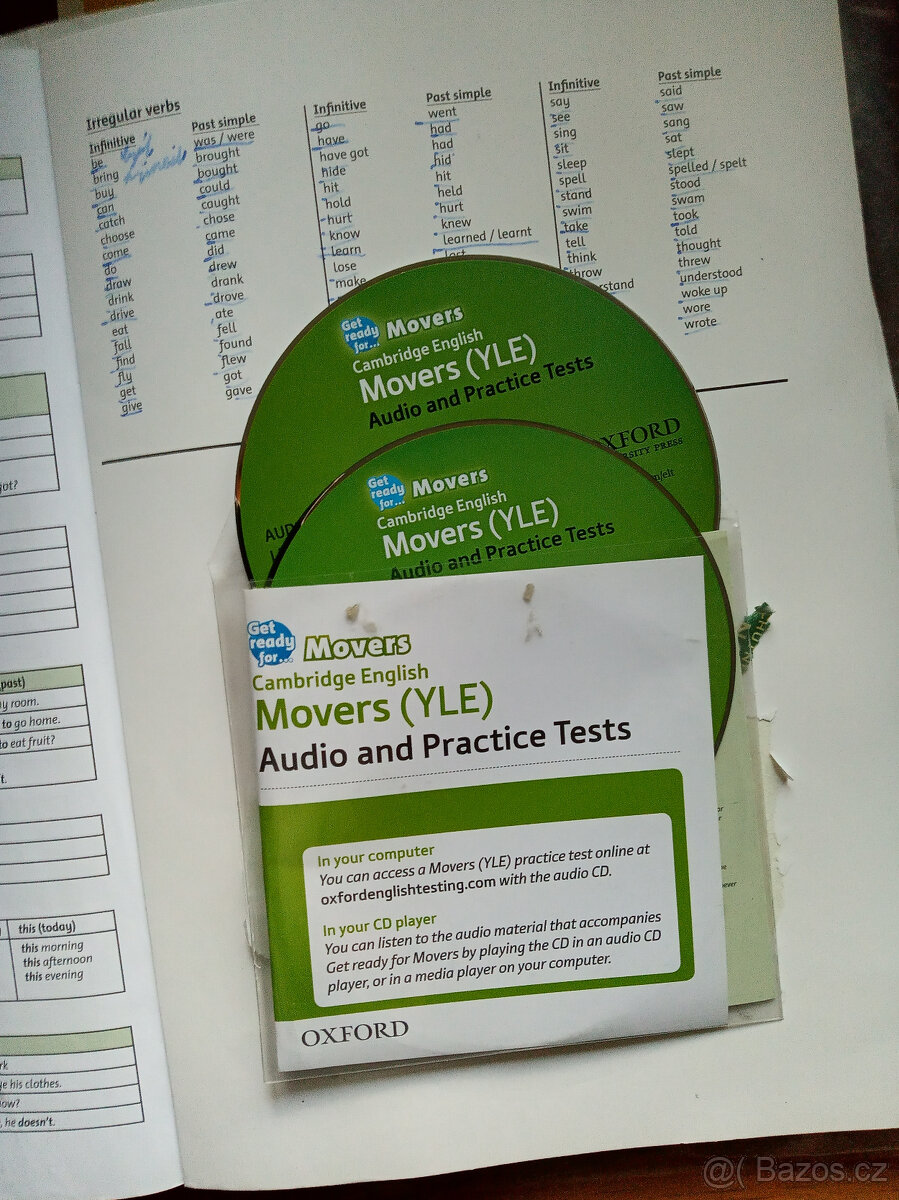 Irregular verbs
Infinitive
be
bring
buy
can
catch
choose
come
do
draw
drink
drive
eat
fall
find
fly
get
give
Past simple
was / were
brought
bought
could
caught
chose
came
did
drew
drank
drove
ate
fell
found
flew
got
gave
Infinitive
go
have
have got
hide
hit
hold
hurt
know
learn
lose
make
Past simple
went
had
had
hid
hit
held
hurt
knew
learned / learnt
lost
Infinitive
say
see
sing
sit
sleep
spell
stand
swim
take
tell
think
throw
rstand
Past simple
said
saw
sang
sat
slept
spelled / spelt
stood
swam
took
told
thought
threw
understood
woke up
wore
wrote
Get ready for... Movers
Cambridge English
Movers (YLE)
Audio and Practice Tests
OXFORD
RSITY PRESS
m/elt
AUD
Get ready for... Movers
Cambridge English
Movers (YLE)
Audio and Practice Tests
Get ready for... Movers
Cambridge English
Movers (YLE)
Audio and Practice Tests
In your computer
You can access a Movers (YLE) practice test online at
oxfordenglishtesting.com with the audio CD.
In your CD player
You can listen to the audio material that accompanies
Get ready for Movers by playing the CD in an audio CD
player, or in a media player on your computer.
OXFORD
got?
past)
y room.
to go home.
to eat fruit?
't.
this (today)
this morning
this afternoon
this evening
rk
ge his clothes.
now?
, he doesn't.
@( Bazos.cz